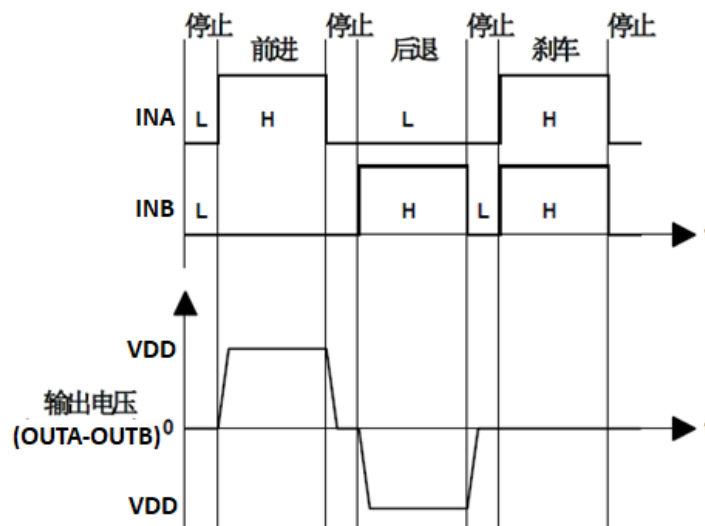 停止 停止 停止 停止
前进 后退 刹车
INA L H L H
INB L H L H
VDD
输出电压
(OUTA-OUTB) 0
VDD